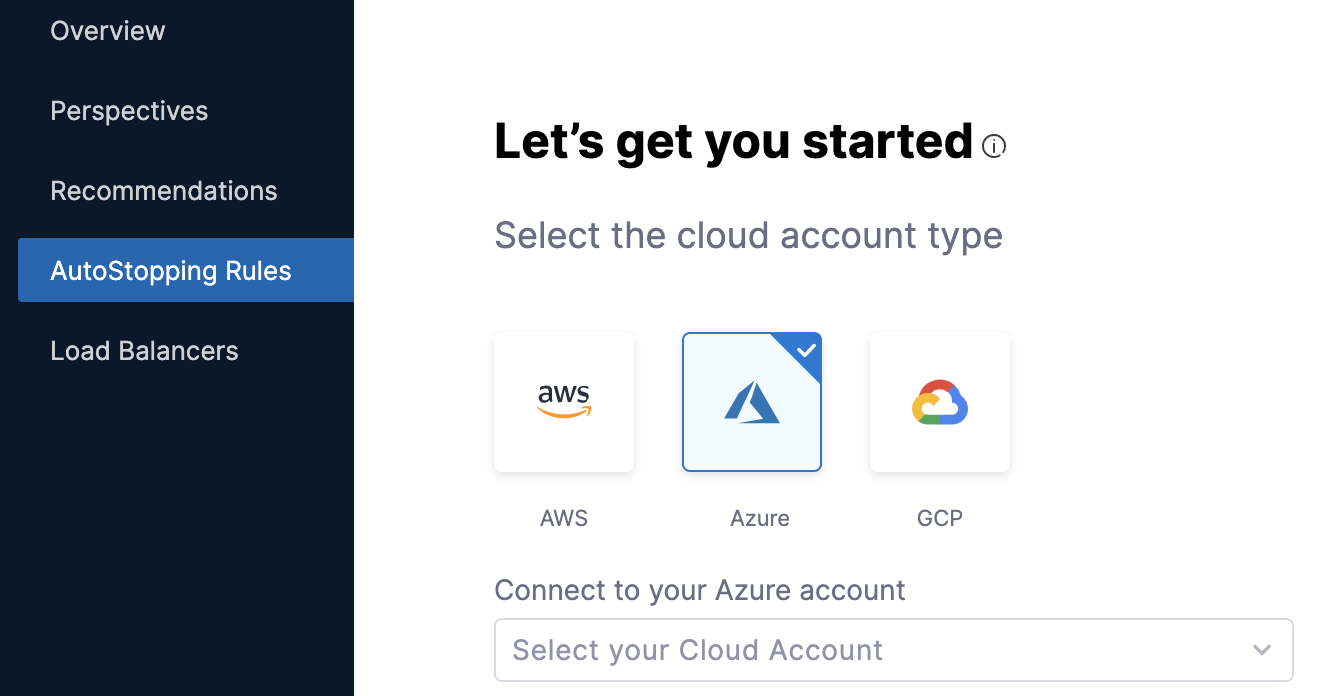 Overview
Perspectives
Recommendations
AutoStopping Rules
Load Balancers
Let’s get you started
Select the cloud account type
aws
AWS
Azure
GCP
Connect to your Azure account
Select your Cloud Account